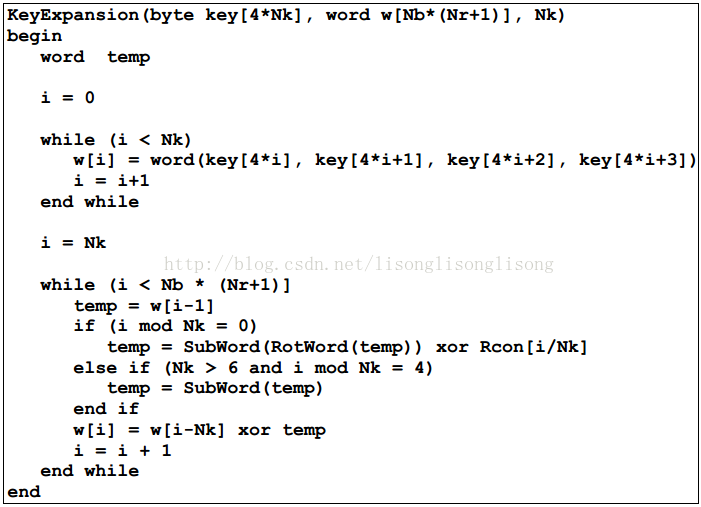 KeyExpansion(byte key[4*Nk], word w[Nb*(Nr+1)], Nk)
begin
   word  temp
   i = 0
   while (i < Nk)
      w[i] = word(key[4*i], key[4*i+1], key[4*i+2], key[4*i+3])
      i = i+1
   end while
   i = Nk
http://blog.csdn.net/lisonglisonglisong
   while (i < Nb * (Nr+1)]
      temp = w[i-1]
      if (i mod Nk = 0)
         temp = SubWord(RotWord(temp)) xor Rcon[i/Nk]
      else if (Nk > 6 and i mod Nk = 4)
         temp = SubWord(temp)
      end if
      w[i] = w[i-Nk] xor temp
      i = i + 1
   end while
end